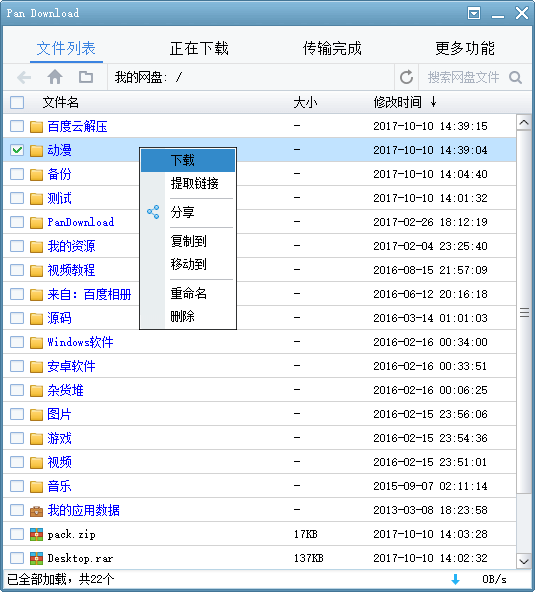 Pan Download
文件列表 正在下载 传输完成 更多功能
我的网盘: / 搜索网盘文件
文件名 大小 修改时间 ↓
百度云解压 - 2017-10-10 14:39:15
动漫 - 2017-10-10 14:39:04
备份 - 2017-10-10 14:04:40
测试 - 2017-10-10 14:01:32
PanDownload - 2017-02-26 18:12:19
我的资源 - 2017-02-04 23:25:40
视频教程 - 2016-08-15 21:57:09
来自：百度相册 - 2016-06-12 20:16:18
源码 - 2016-03-14 01:01:03
Windows软件 - 2016-02-16 00:34:00
安卓软件 - 2016-02-16 00:33:51
杂货堆 - 2016-02-16 00:06:25
图片 - 2016-02-15 23:56:06
游戏 - 2016-02-15 23:54:36
视频 - 2016-02-15 23:51:01
音乐 - 2015-09-07 02:11:14
我的应用数据 - 2013-03-08 18:23:58
pack.zip 17KB 2017-10-10 14:03:28
Desktop.rar 137KB 2017-10-10 14:02:32
下载
提取链接
分享
复制到
移动到
重命名
删除
已全部加载，共22个 0B/s